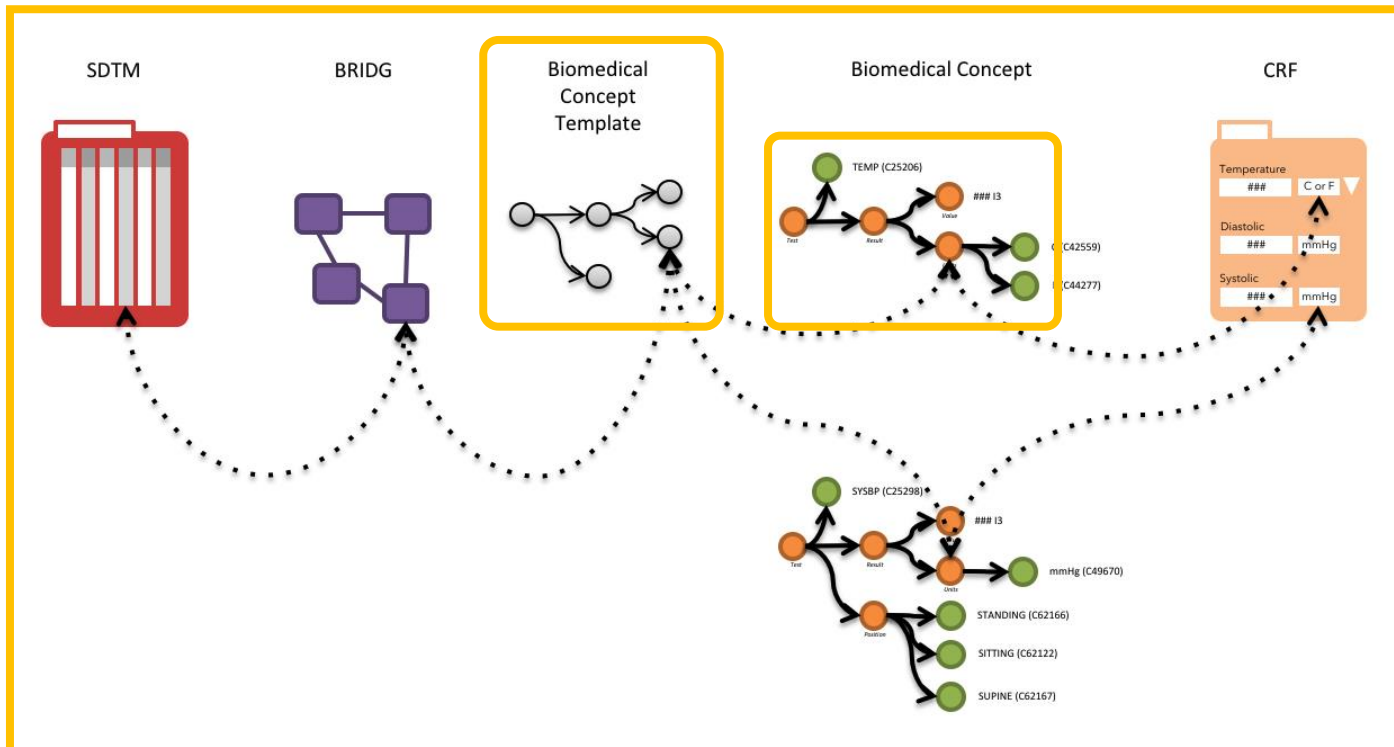 SDTM
BRIDG
Biomedical
Concept
Template
Biomedical Concept
CRF
TEMP (C25206)
### I3
Value
Test
Result
(C42559)
(C44277)
Temperature
###
C or F
Diastolic
###
mmHg
Systolic
###
mmHg
SYSBP (C25298)
### I3
Test
Result
Units
mmHg (C49670)
Position
STANDING (C62166)
SITTING (C62122)
SUPINE (C62167)